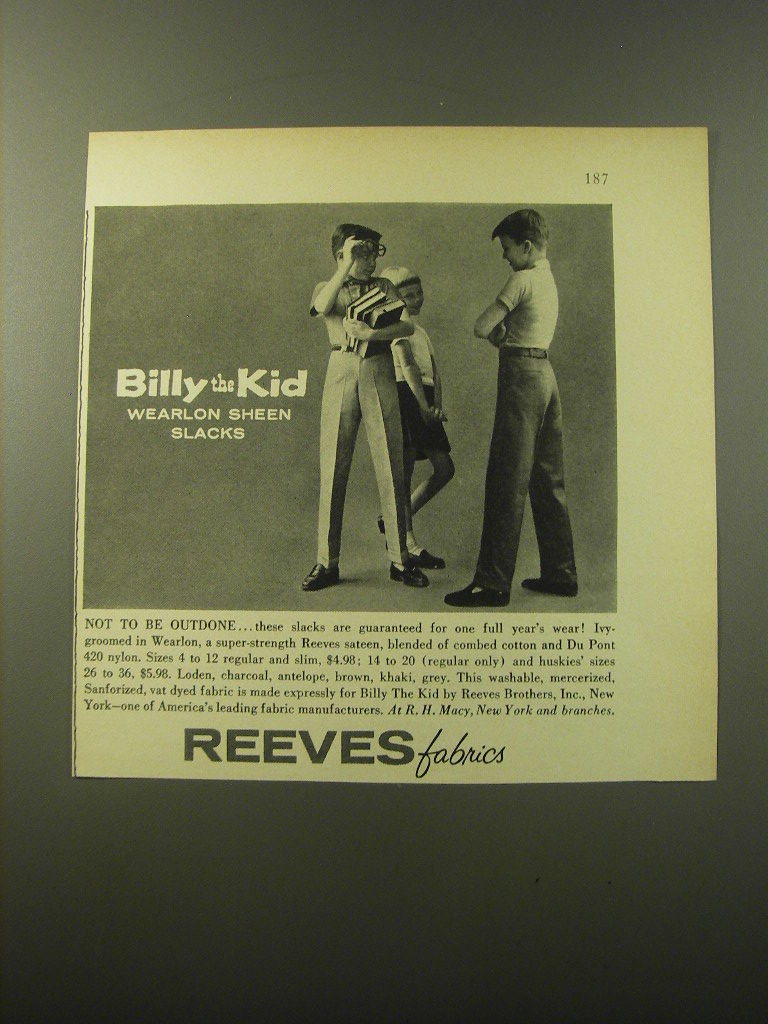 187
Billy the Kid
WEARLON SHEEN
SLACKS
NOT TO BE OUTDONE...these slacks are guaranteed for one full year's wear! Ivy-
groomed in Wearlon, a super-strength Reeves sateen, blended of combed cotton and Du Pont
420 nylon. Sizes 4 to 12 regular and slim, $4.98; 14 to 20 (regular only) and huskies' sizes
26 to 36, $5.98. Loden, charcoal, antelope, brown, khaki, grey. This washable, mercerized,
Sanforized, vat dyed fabric is made expressly for Billy The Kid by Reeves Brothers, Inc., New
York—one of America's leading fabric manufacturers. At R. H. Macy, New York and branches.
REEVES fabrics